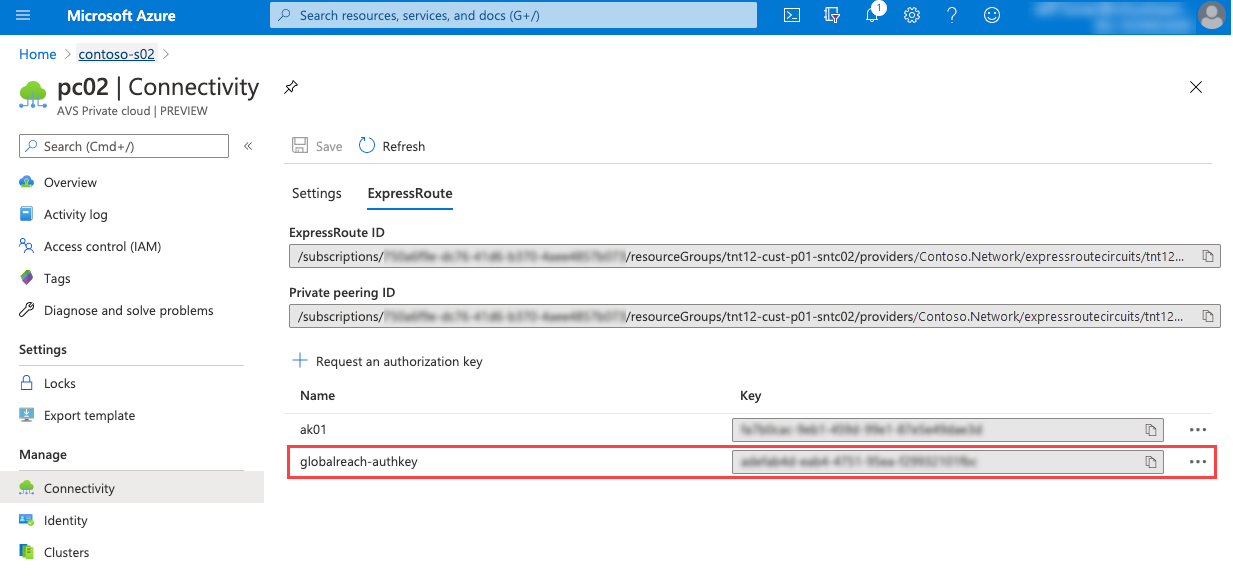 Microsoft Azure
Search resources, services, and docs (G+/)
1
Home > contoso-s02 >
pc02 | Connectivity
AVS Private cloud | PREVIEW
Search (Cmd+/)
«
Overview
Activity log
Access control (IAM)
Tags
Diagnose and solve problems
Settings
Locks
Export template
Manage
Connectivity
Identity
Clusters
Save
Refresh
Settings
ExpressRoute
ExpressRoute ID
/subscriptions/ /resourceGroups/tnt12-cust-p01-sntc02/providers/Contoso.Network/expressroutecircuits/tnt12...
Private peering ID
/subscriptions/ /resourceGroups/tnt12-cust-p01-sntc02/providers/Contoso.Network/expressroutecircuits/tnt12...
Request an authorization key
Name Key
ak01
globalreach-authkey